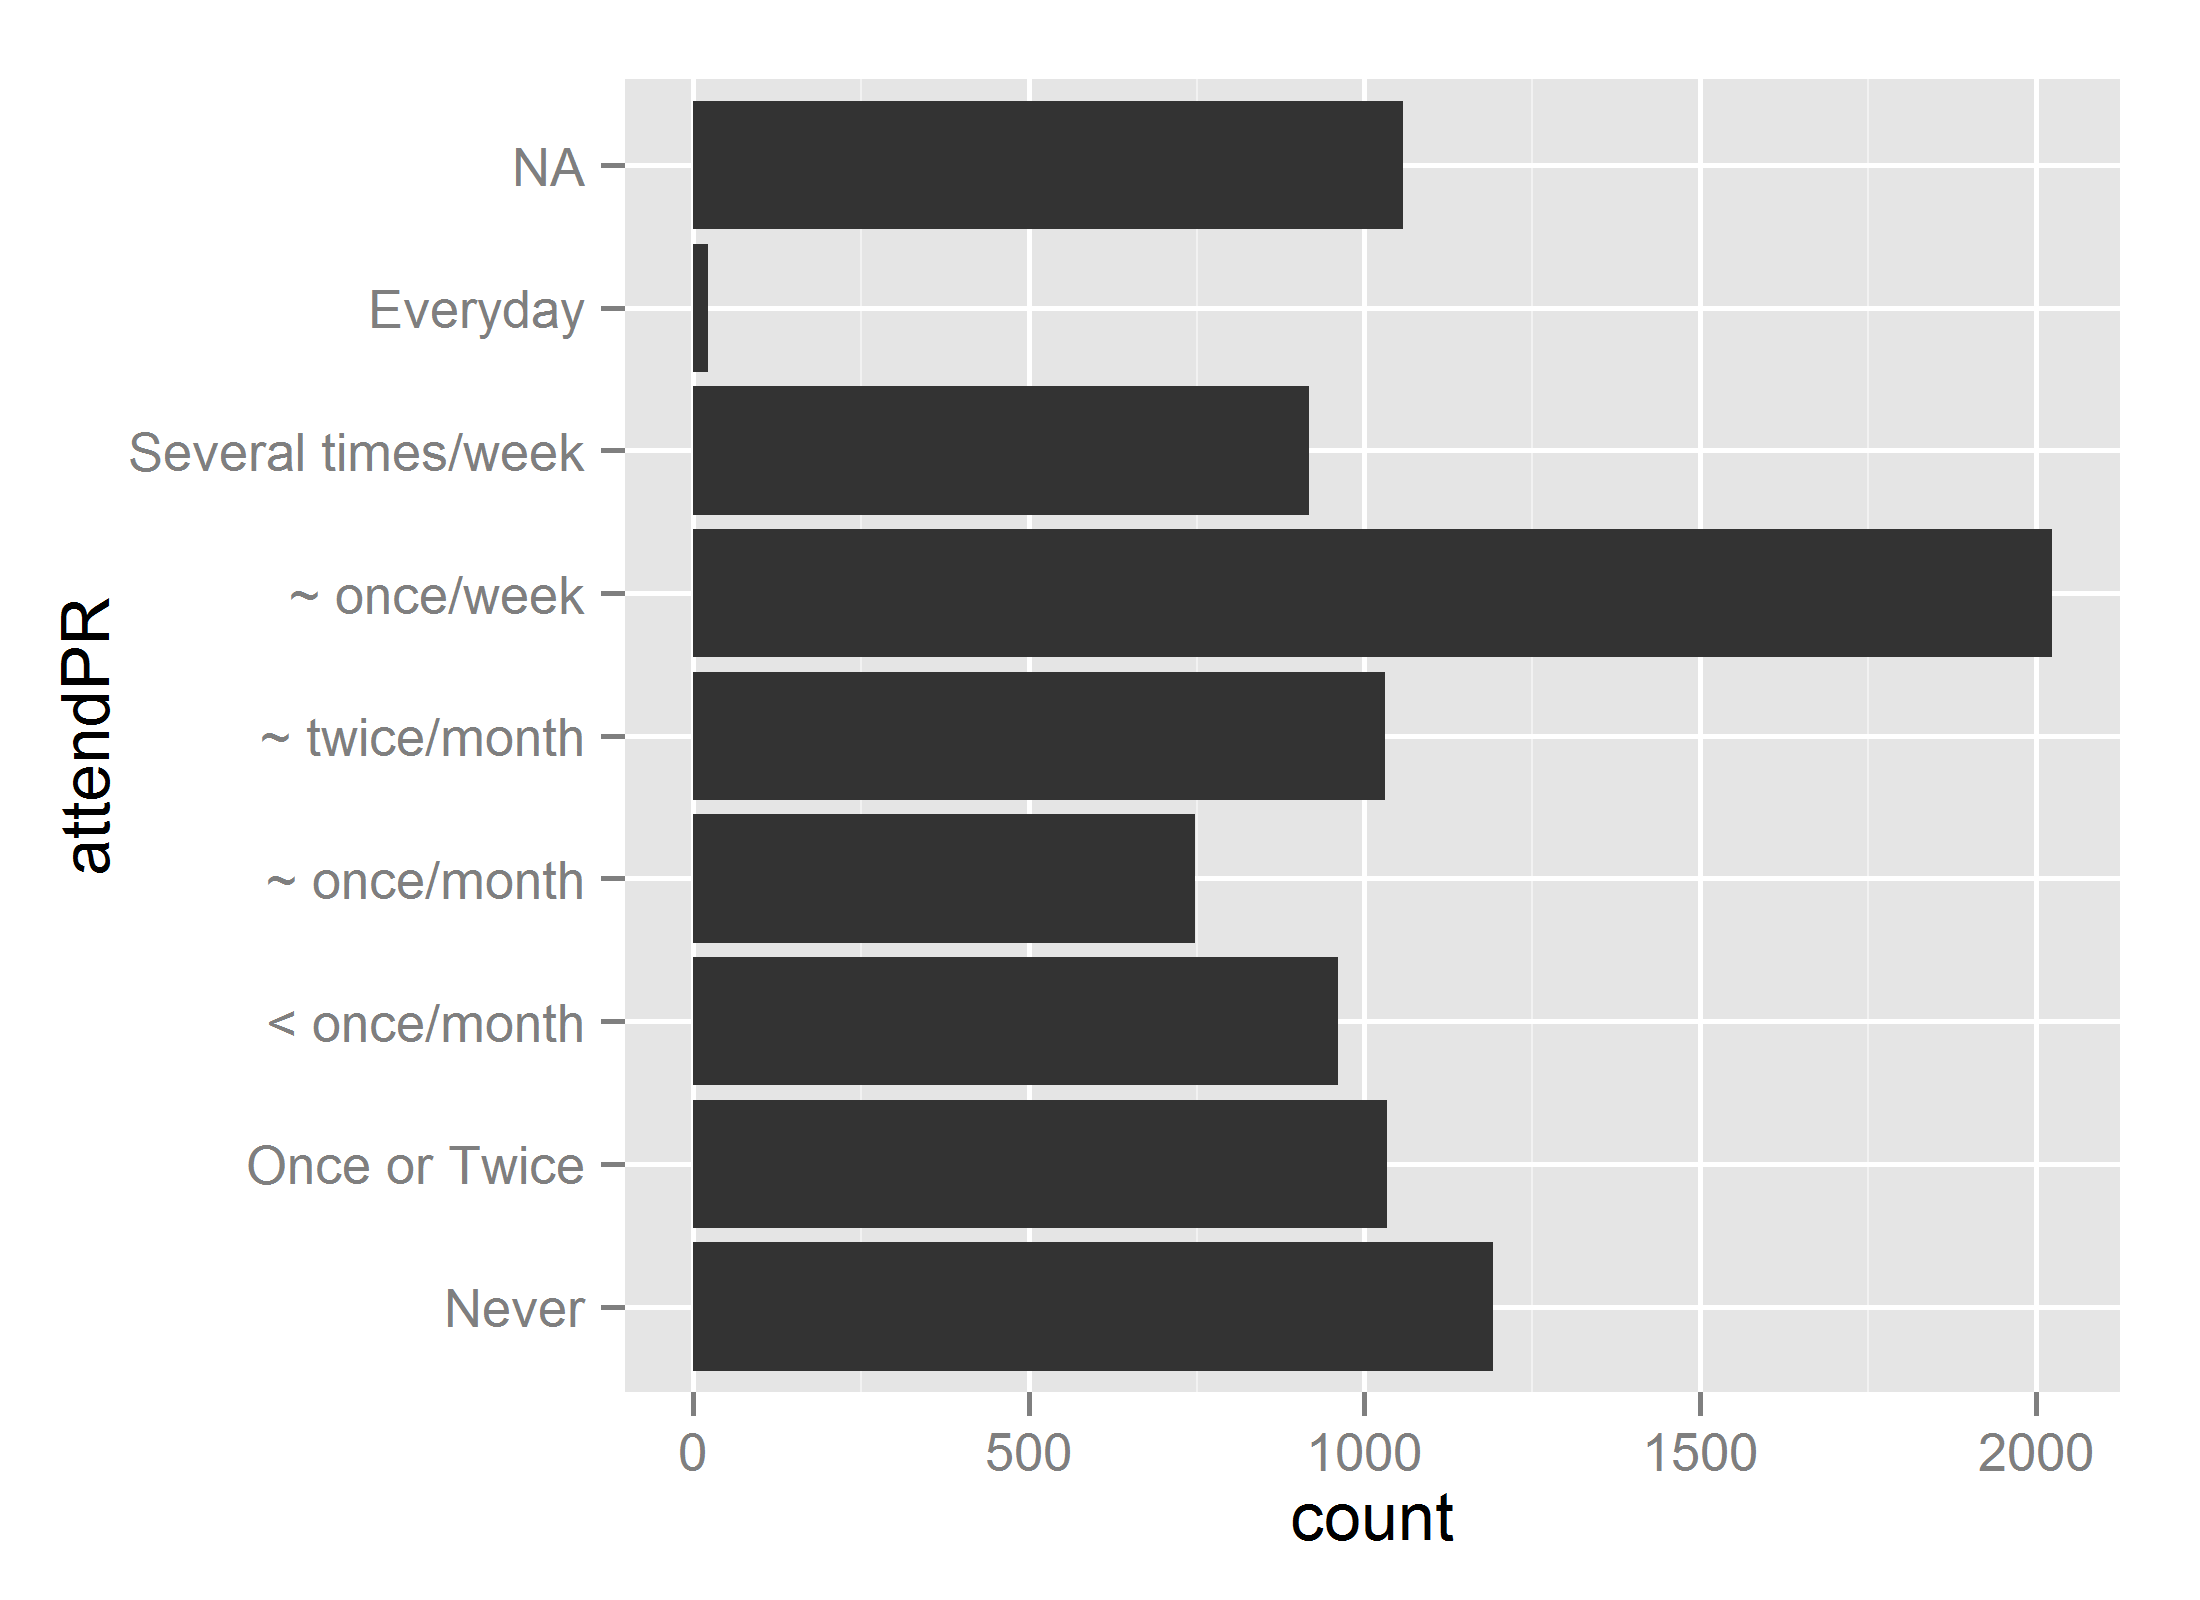 NA
Everyday
Several times/week
~ once/week
~ twice/month
~ once/month
< once/month
Once or Twice
Never
attendPR
0 500 1000 1500 2000
count